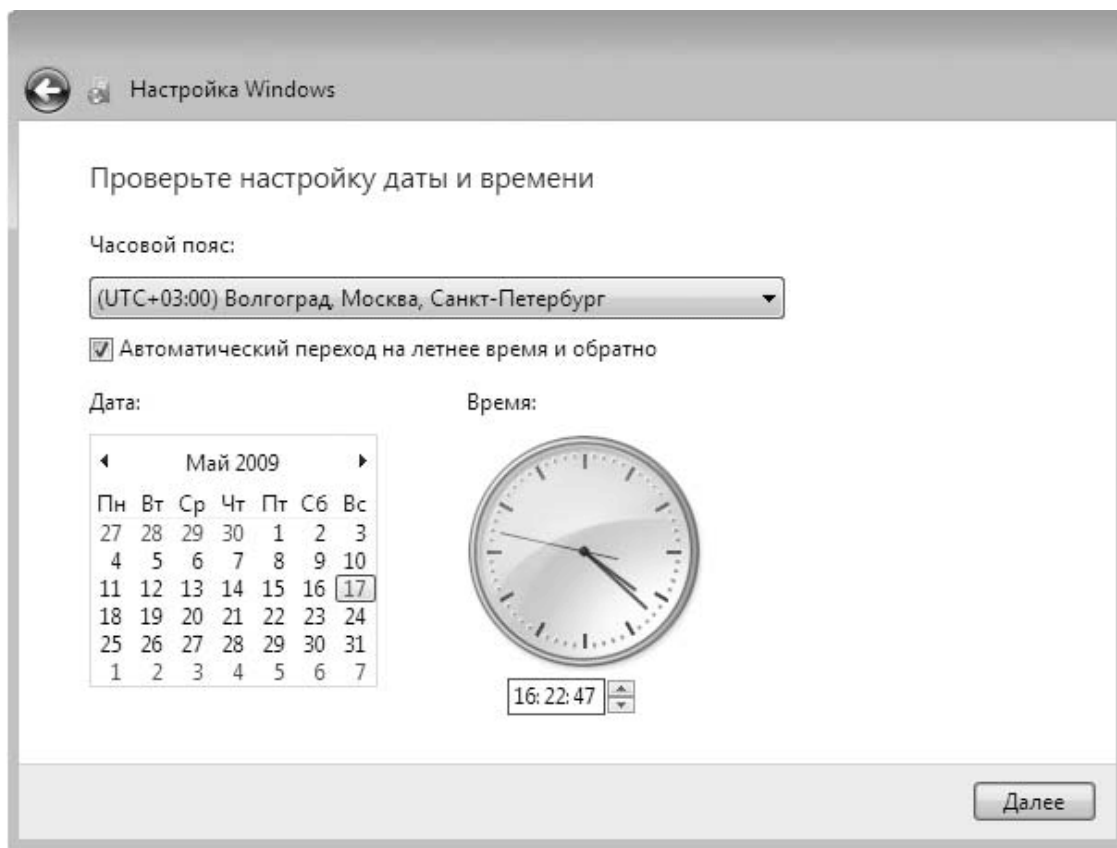 Настройка Windows
Проверьте настройку даты и времени
Часовой пояс:
(UTC+03:00) Волгоград, Москва, Санкт-Петербург
Автоматический переход на летнее время и обратно
Дата: Время:
Май 2009
Пн Вт Ср Чт Пт Сб Вс
27 28 29 30 1 2 3
4 5 6 7 8 9 10
11 12 13 14 15 16 17
18 19 20 21 22 23 24
25 26 27 28 29 30 31
1 2 3 4 5 6 7
16: 22: 47
Далее